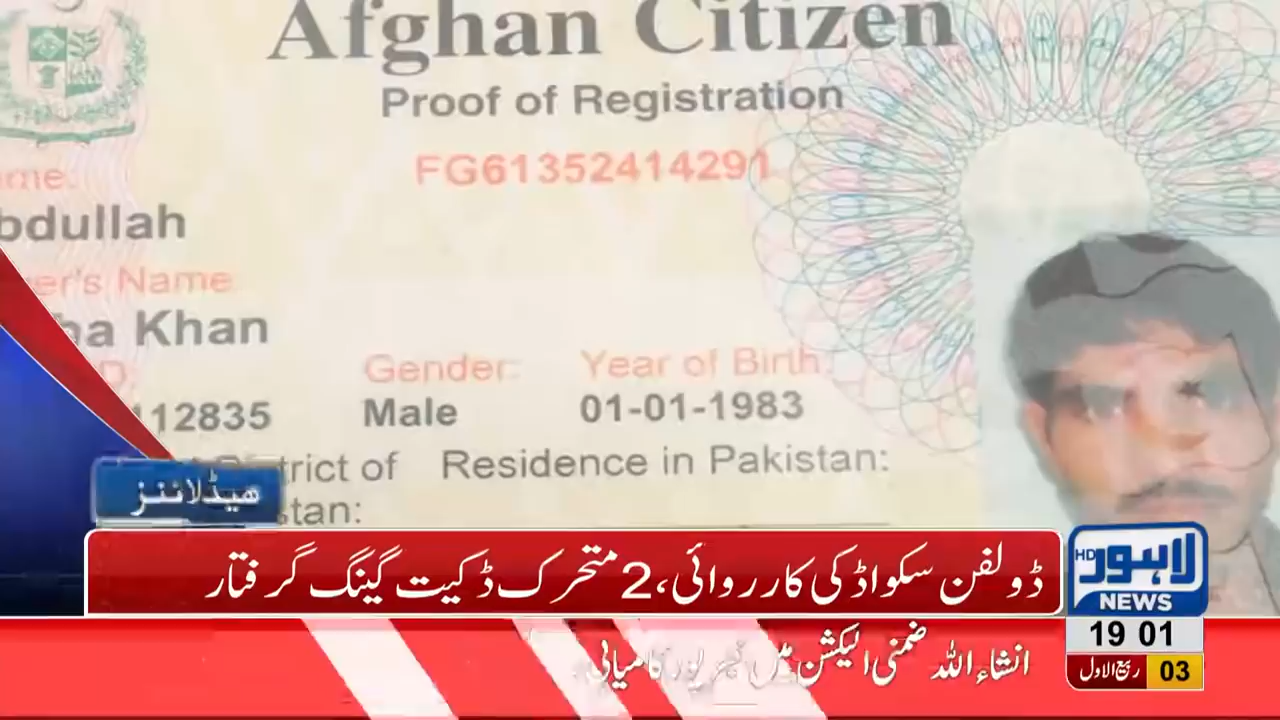 Afghan Citizen
Proof of Registration
FG61352414291
me:
bdullah
er's Name
ha Khan
Gender: Year of Birth:
112835 Male 01-01-1983
trict of Residence in Pakistan:
stan:
ہیڈلائنز
ڈولفن سکواڈ کی کارروائی، 2 متحرک ڈکیت گینگ گرفتار
HD لاہور
NEWS
19 01
انشاءاللہ ضمنی الیکشن میں
03 ربیع الاول